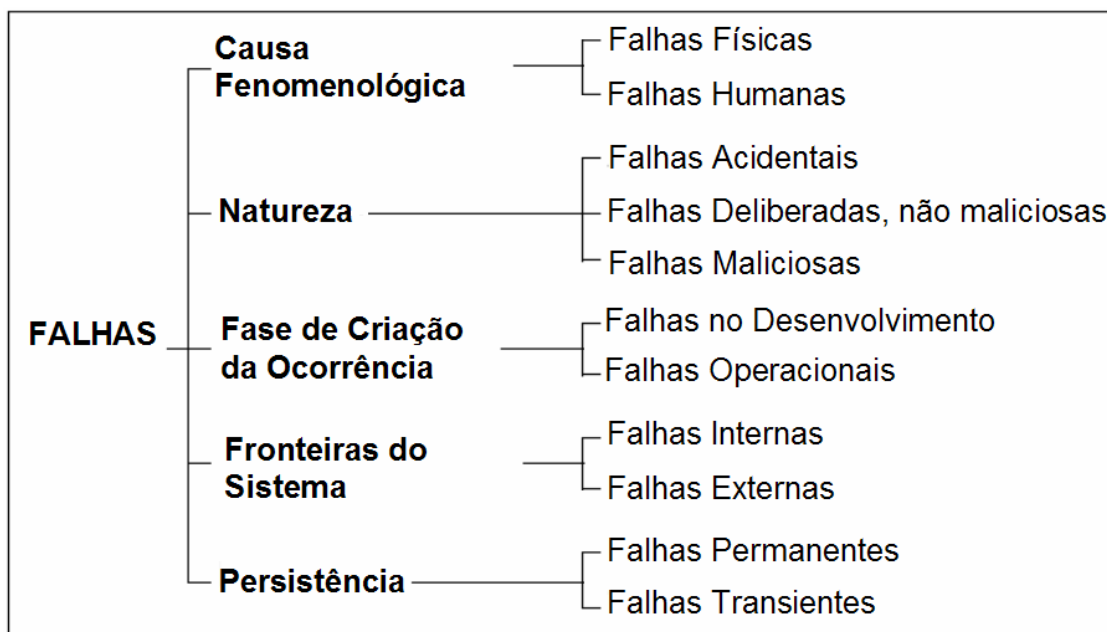 FALHAS
Causa
Fenomenológica
Falhas Físicas
Falhas Humanas
Natureza
Falhas Acidentais
Falhas Deliberadas, não maliciosas
Falhas Maliciosas
Fase de Criação
da Ocorrência
Falhas no Desenvolvimento
Falhas Operacionais
Fronteiras do
Sistema
Falhas Internas
Falhas Externas
Persistência
Falhas Permanentes
Falhas Transientes